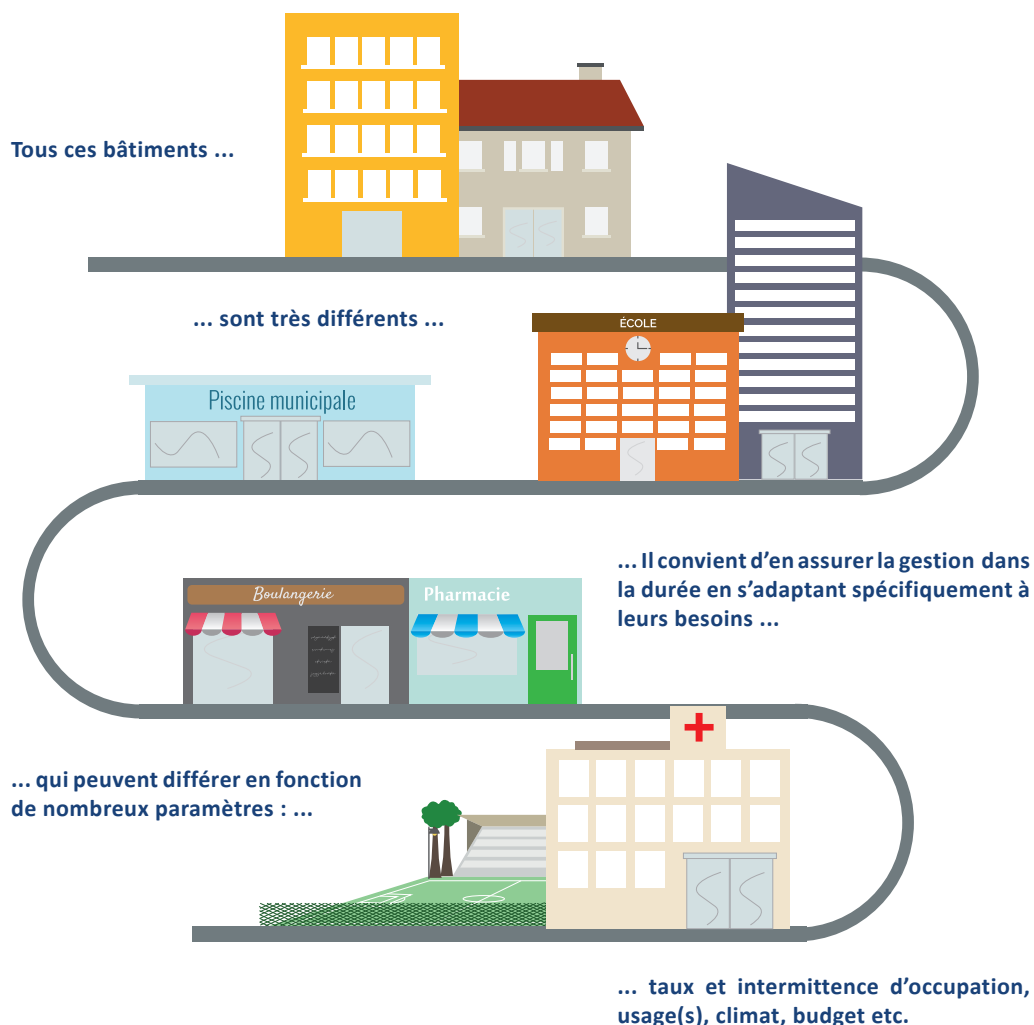 Tous ces bâtiments ...
... sont très différents ...
ÉCOLE
Piscine municipale
... Il convient d'en assurer la gestion dans
la durée en s'adaptant spécifiquement à
leurs besoins ...
Boulangerie
Pharmacie
... qui peuvent différer en fonction
de nombreux paramètres : ...
... taux et intermittence d'occupation,
usage(s), climat, budget etc.